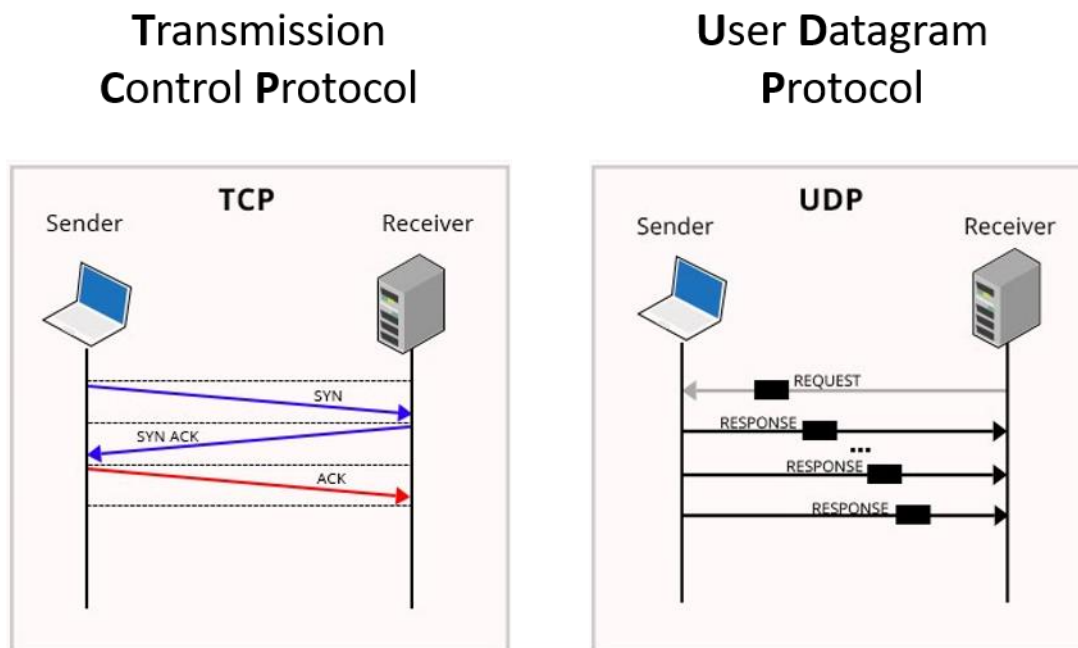 Transmission
Control Protocol
User Datagram
Protocol
TCP
Sender
Receiver
SYN
SYN ACK
ACK
UDP
Sender
Receiver
REQUEST
RESPONSE
...
RESPONSE
RESPONSE